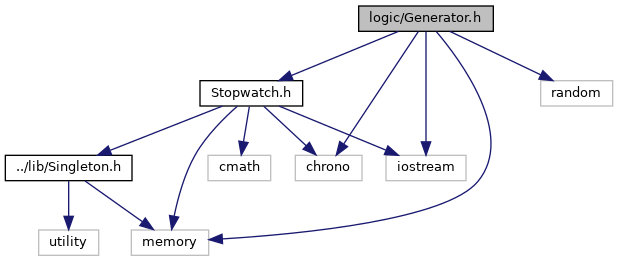 logic/Generator.h
Stopwatch.h
random
../lib/Singleton.h
cmath
chrono
iostream
utility
memory